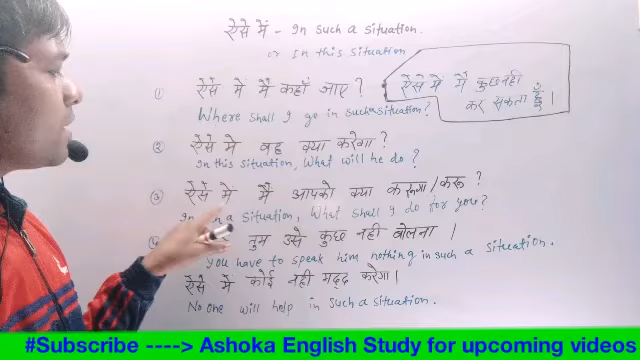 ऐसे में - In such a situation.
or In this situation
① ऐसे मे मै कहाँ जाए ?
Where shall I go in such a situation?
ऐसे मे मै कुछ नही
कर सकता हूँ।
② ऐसे मे वह क्या करेगा ?
In this situation, What will he do ?
③ ऐसे मे मै आपको क्या करूगा/करू ?
a situation, What shall I do for you?
तुम उसे कुछ नही बोलना ।
You have to speak him nothing in such a situation.
ऐसे मे कोई नही मदद करेगा।
No one will help in such a situation.
#Subscribe ----> Ashoka English Study for upcoming videos